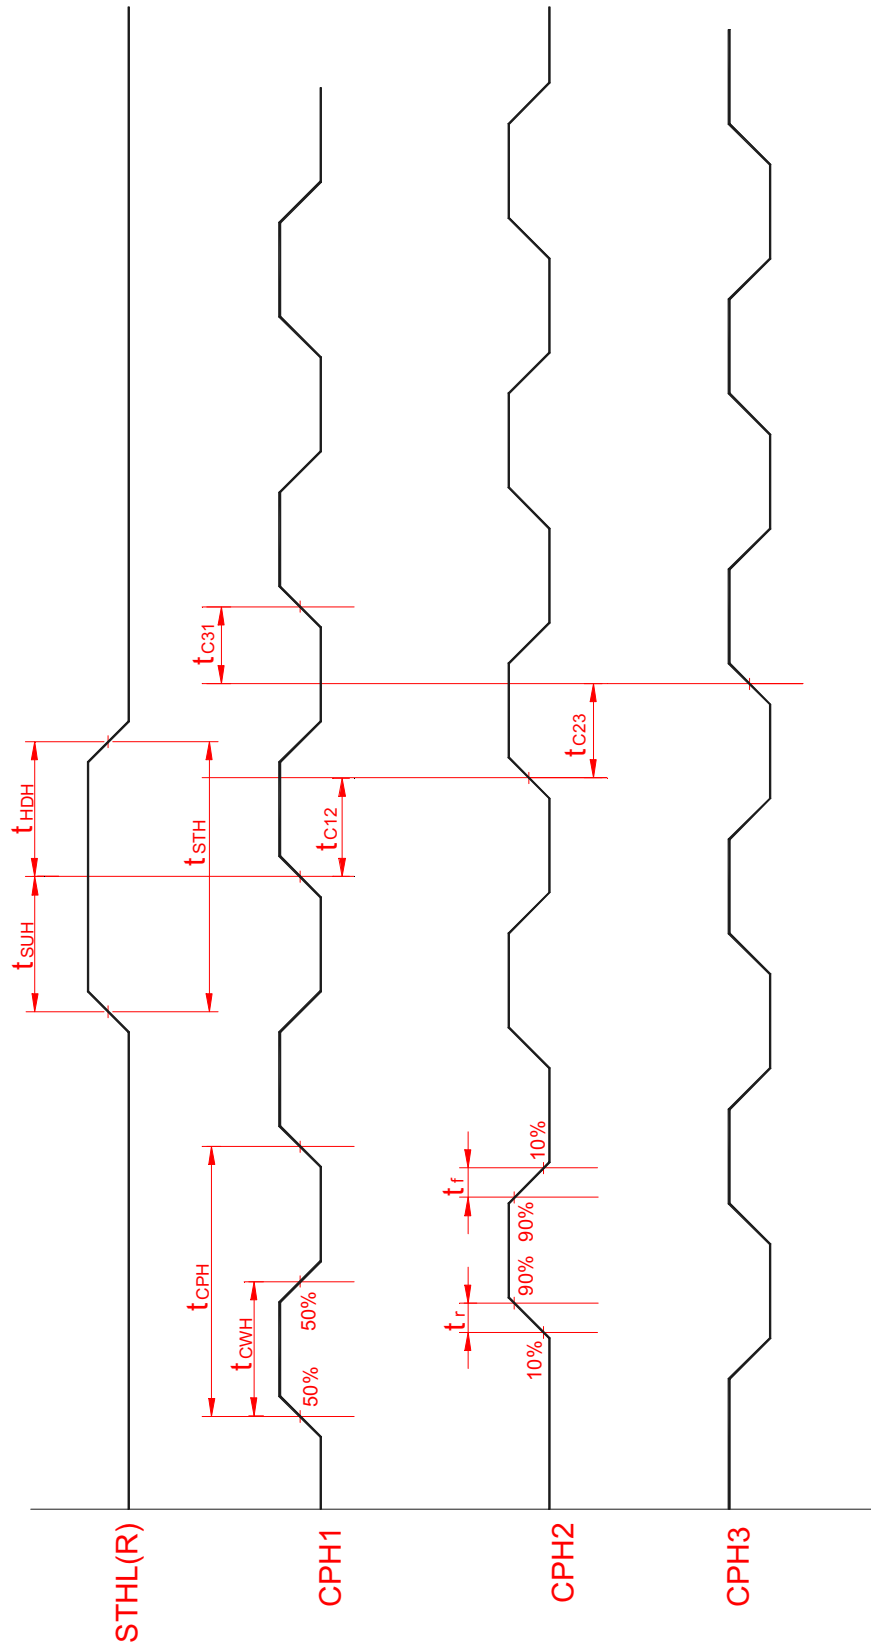 STHL(R)
tSUH
tHDH
tSTH
CPH1
tCWH
50%
50%
tCPH
tC12
tC31
CPH2
10%
tr
90%
90%
tf
10%
tC23
CPH3